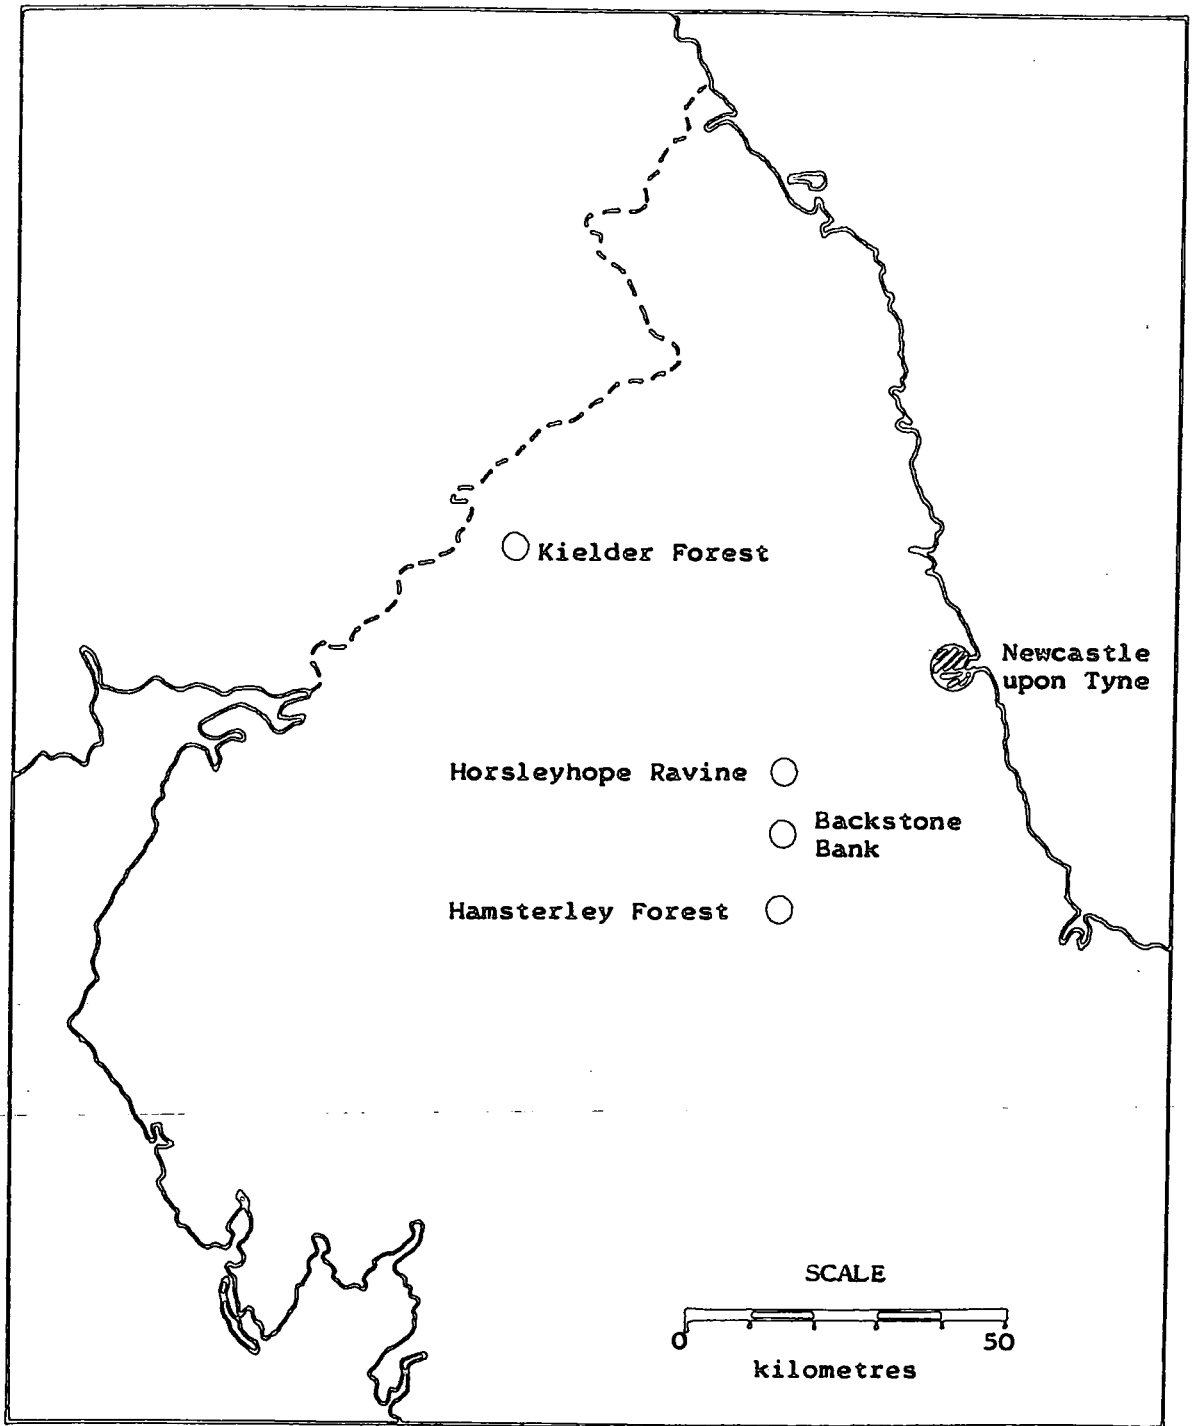 Kielder Forest
Newcastle
upon Tyne
Horsleyhope Ravine
Backstone
Bank
Hamsterley Forest
SCALE
0 50
kilometres